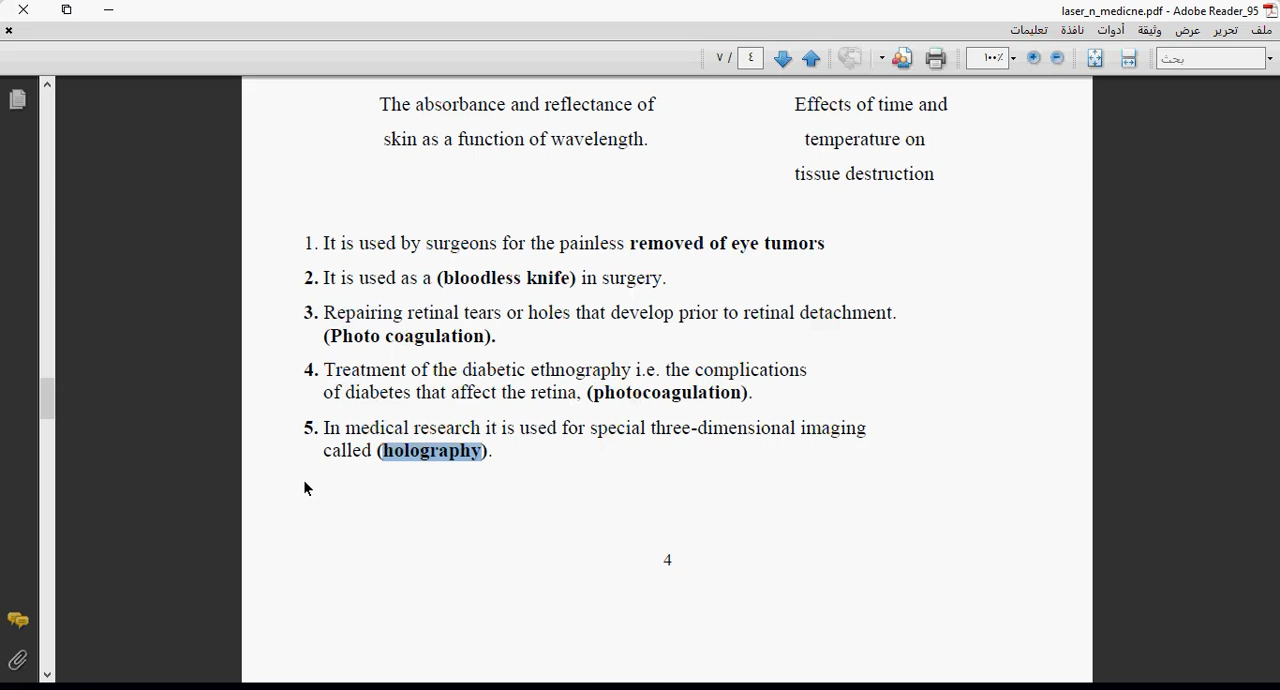 laser_n_medicne.pdf - Adobe Reader_95
ملف تحرير عرض وثيقة أدوات نافذة تعليمات
٧ / ٤ ١٠٠٪ بحث
The absorbance and reflectance of
skin as a function of wavelength.
Effects of time and
temperature on
tissue destruction
1. It is used by surgeons for the painless removed of eye tumors
2. It is used as a (bloodless knife) in surgery.
3. Repairing retinal tears or holes that develop prior to retinal detachment.
(Photo coagulation).
4. Treatment of the diabetic ethnography i.e. the complications
of diabetes that affect the retina, (photocoagulation).
5. In medical research it is used for special three-dimensional imaging
called (holography).
4